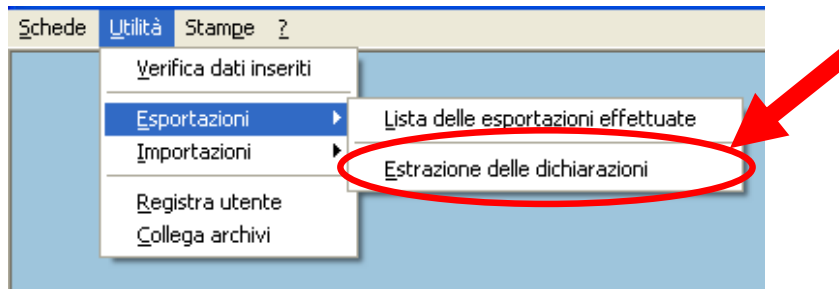 Schede Utilità Stampe ?
Verifica dati inseriti
Esportazioni
Lista delle esportazioni effettuate
Importazioni
Estrazione delle dichiarazioni
Registra utente
Collega archivi